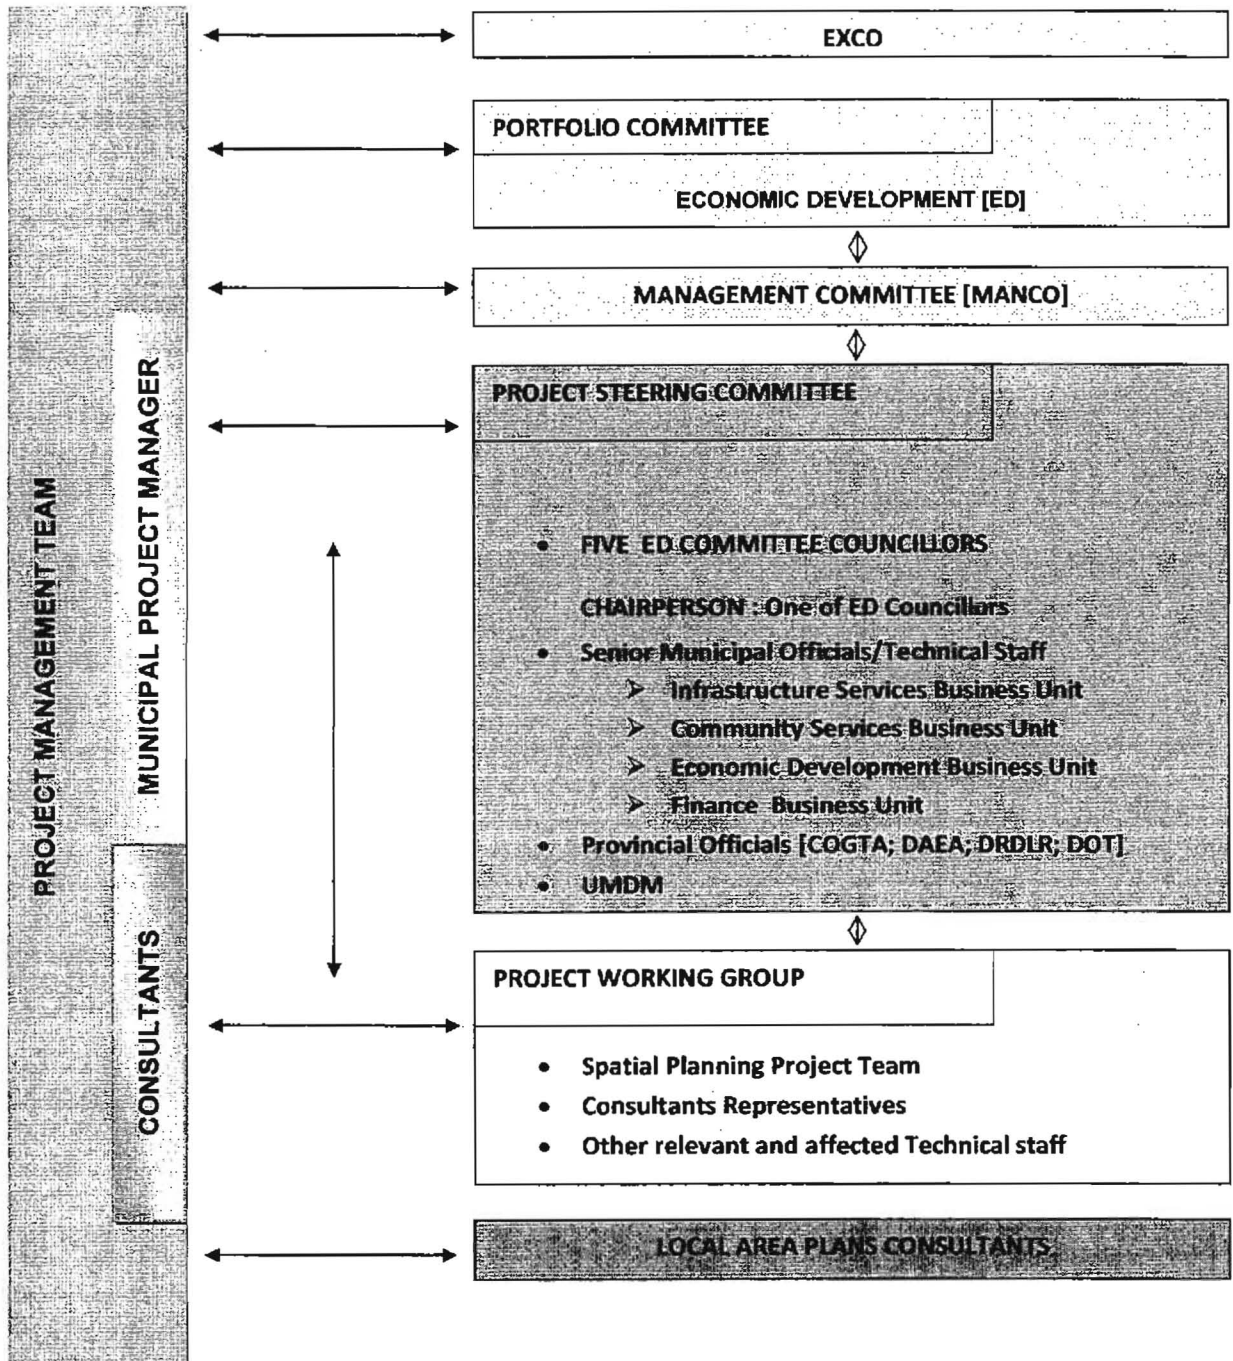 EXCO
PORTFOLIO COMMITTEE
ECONOMIC DEVELOPMENT [ED]
MANAGEMENT COMMITTEE [MANCO]
PROJECT STEERING COMMITTEE
• FIVE ED COMMITTEE COUNCILLORS
CHAIRPERSON : One of ED Councillors
• Senior Municipal Officials/Technical Staff
➢ Infrastructure Services Business Unit
➢ Community Services Business Unit
➢ Economic Development Business Unit
➢ Finance Business Unit
• Provincial Officials [COGTA; DAEA; DRDLR; DOT]
• UMDM
PROJECT WORKING GROUP
• Spatial Planning Project Team
• Consultants Representatives
• Other relevant and affected Technical staff
LOCAL AREA PLANS CONSULTANTS
PROJECT MANAGEMENT TEAM
MUNICIPAL PROJECT MANAGER
CONSULTANTS